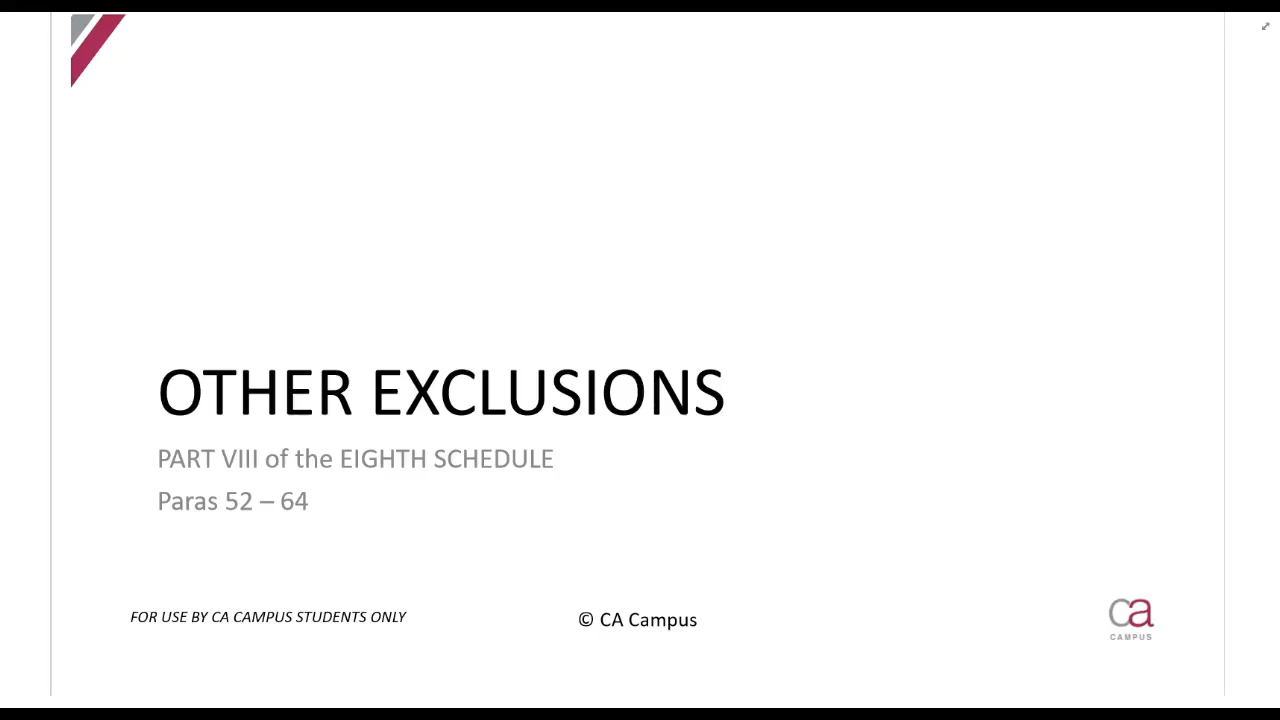 OTHER EXCLUSIONS
PART VIII of the EIGHTH SCHEDULE
Paras 52 – 64
FOR USE BY CA CAMPUS STUDENTS ONLY
© CA Campus
ca
CAMPUS